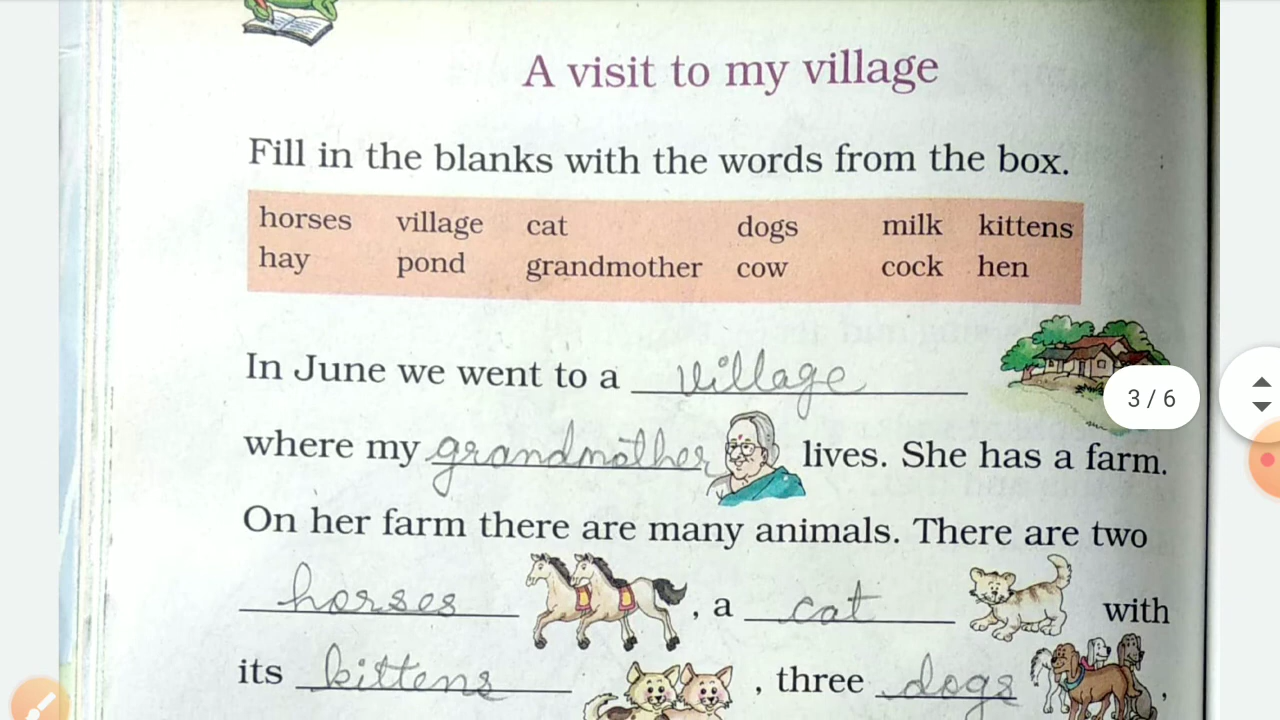 A visit to my village
Fill in the blanks with the words from the box.
horses village cat dogs milk kittens
hay pond grandmother cow cock hen
In June we went to a village
where my grandmother lives. She has a farm.
3 / 6
On her farm there are many animals. There are two
horses , a cat with
its kittens , three dogs ,